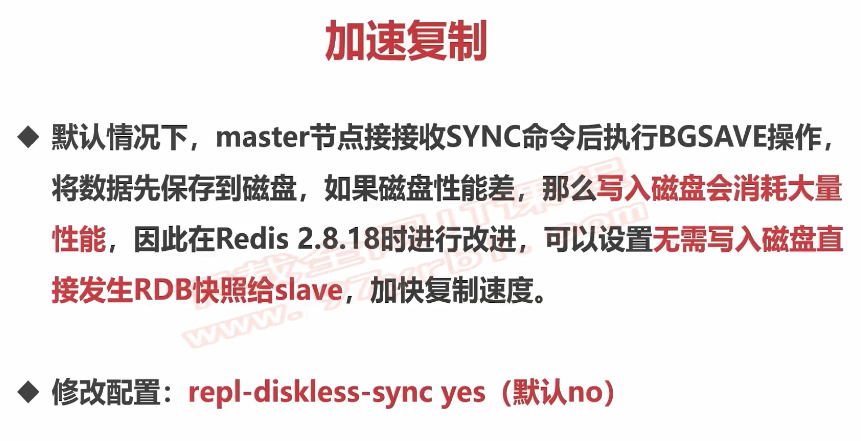 加速复制
◆ 默认情况下，master节点接接收SYNC命令后执行BGSAVE操作，
将数据先保存到磁盘，如果磁盘性能差，那么写入磁盘会消耗大量
性能，因此在Redis 2.8.18时进行改进，可以设置无需写入磁盘直
接发生RDB快照给slave，加快复制速度。
◆ 修改配置：repl-diskless-sync yes（默认no）